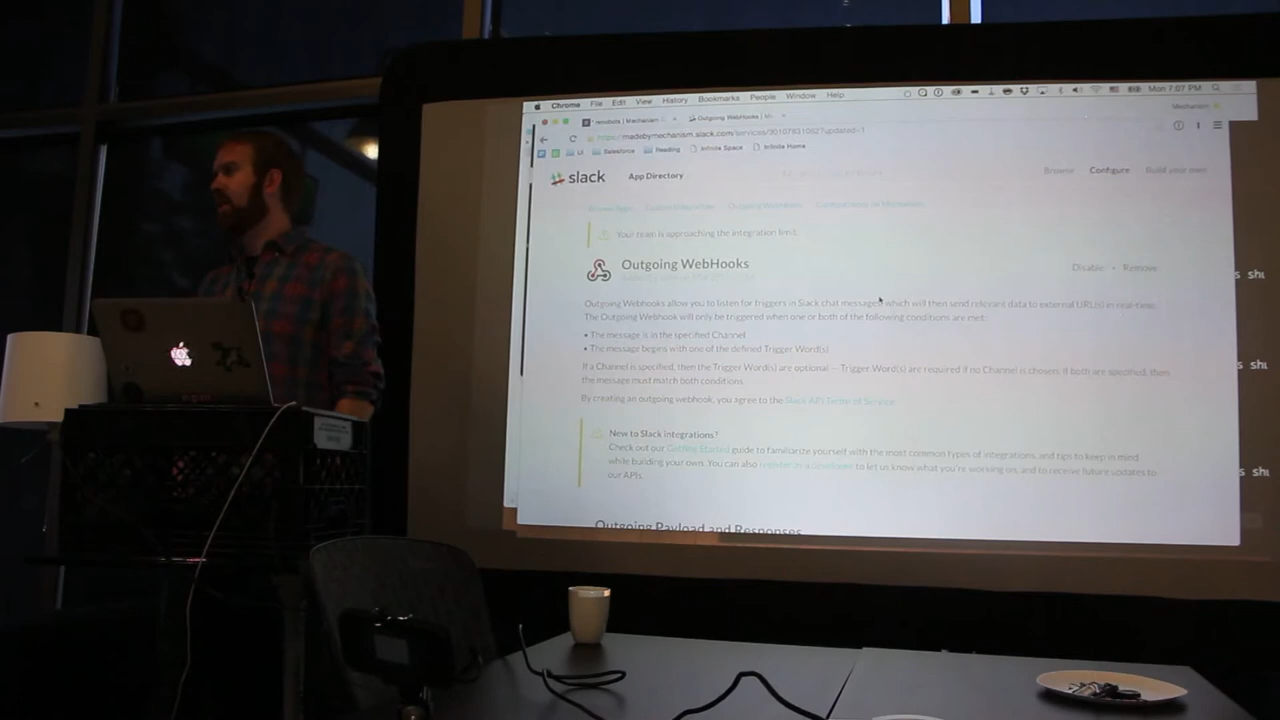 Chrome File Edit View History Bookmarks People Window Help
Mon 7:07 PM
Mechanism
Outgoing WebHooks | M
UI Salesforce Reading Infinite Space Infinite Home
slack App Directory
Browse Configure Build your own
Your team is approaching the integration limit.
Outgoing WebHooks
Disable • Remove
Outgoing Webhooks allow you to listen for triggers in Slack chat messages, which will then send relevant data to external URL(s) in real-time.
The Outgoing Webhook will only be triggered when one or both of the following conditions are met:
• The message is in the specified Channel
• The message begins with one of the defined Trigger Word(s)
If a Channel is specified, then the Trigger Word(s) are optional — Trigger Word(s) are required if no Channel is chosen. If both are specified, then
the message must match both conditions.
By creating an outgoing webhook, you agree to the Slack API Terms of Service.
New to Slack integrations?
Check out our Getting Started guide to familiarize yourself with the most common types of integrations, and tips to keep in mind
while building your own. You can also register as a developer to let us know what you're working on, and to receive future updates to
our APIs.
Outgoing Payload and Responses
s shu
s shu
s shu